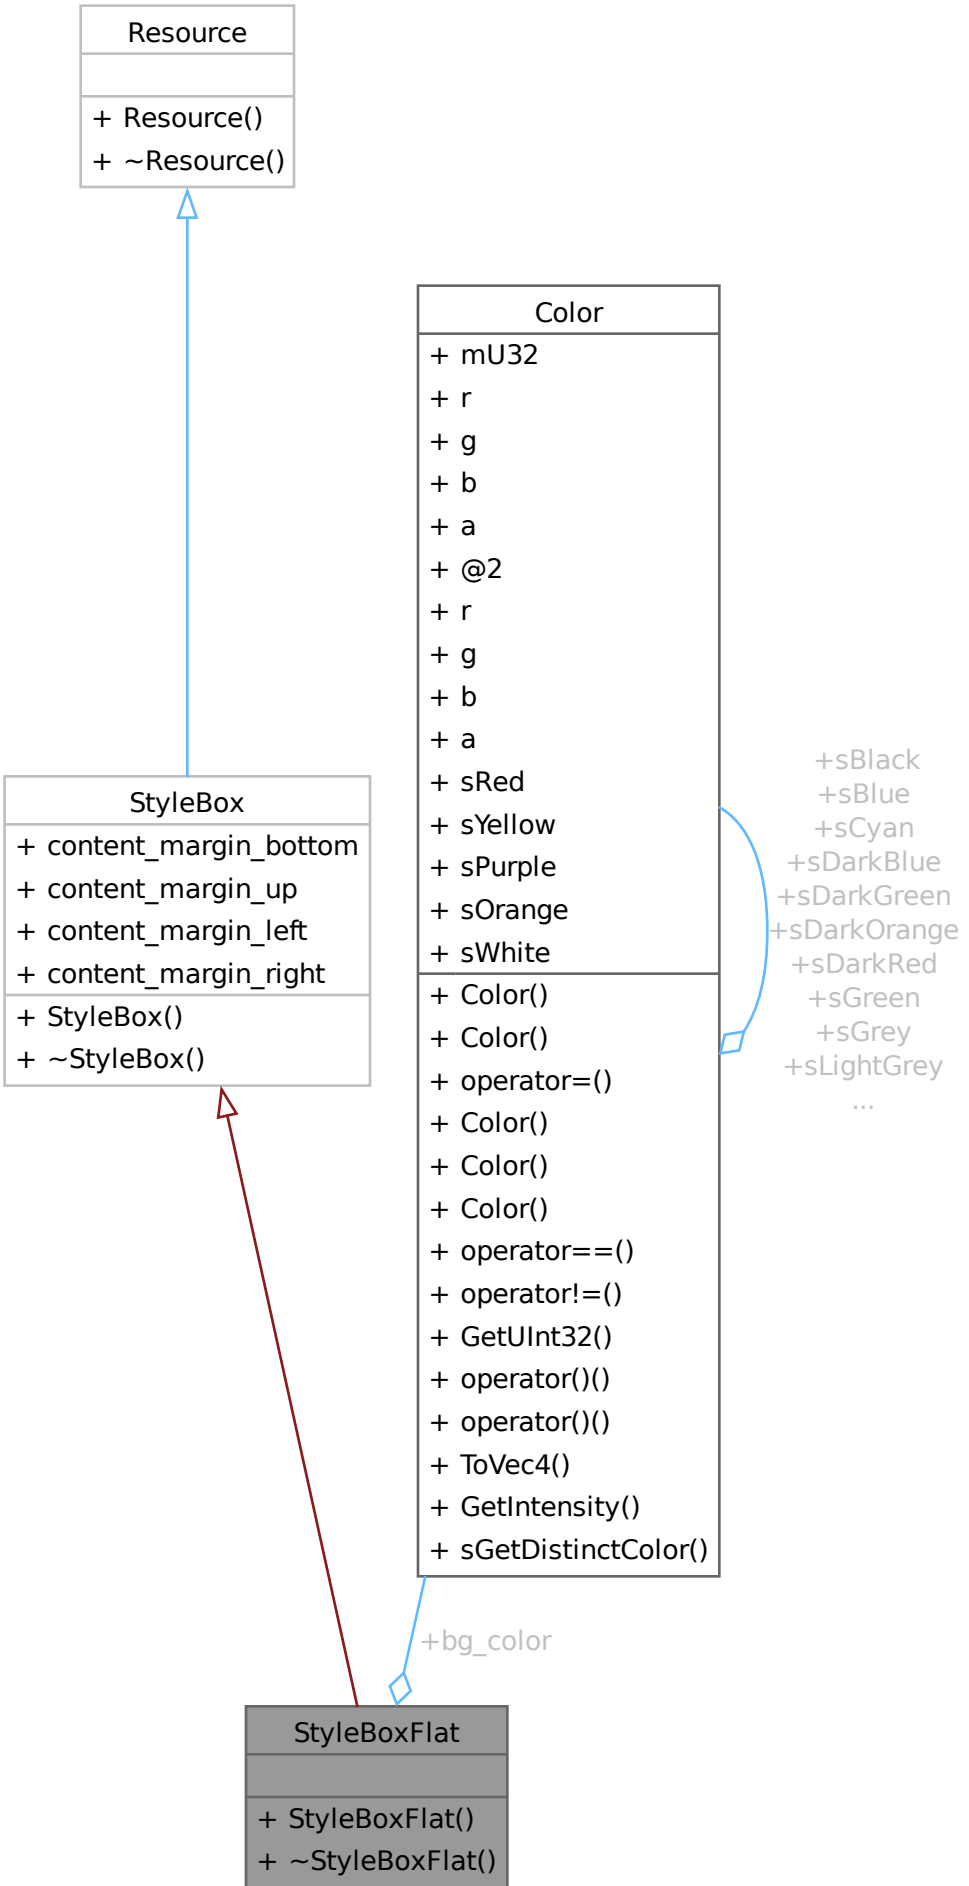 Resource
+ Resource()
+ ~Resource()
Color
+ mU32
+ r
+ g
+ b
+ a
+ @2
+ r
+ g
+ b
+ a
+ sRed
+ sYellow
+ sPurple
+ sOrange
+ sWhite
+ Color()
+ Color()
+ operator=()
+ Color()
+ Color()
+ Color()
+ operator==()
+ operator!=()
+ GetUInt32()
+ operator()()
+ operator()()
+ ToVec4()
+ GetIntensity()
+ sGetDistinctColor()
+sBlack
+sBlue
+sCyan
+sDarkBlue
+sDarkGreen
+sDarkOrange
+sDarkRed
+sGreen
+sGrey
+sLightGrey
...
StyleBox
+ content_margin_bottom
+ content_margin_up
+ content_margin_left
+ content_margin_right
+ StyleBox()
+ ~StyleBox()
+bg_color
StyleBoxFlat
+ StyleBoxFlat()
+ ~StyleBoxFlat()